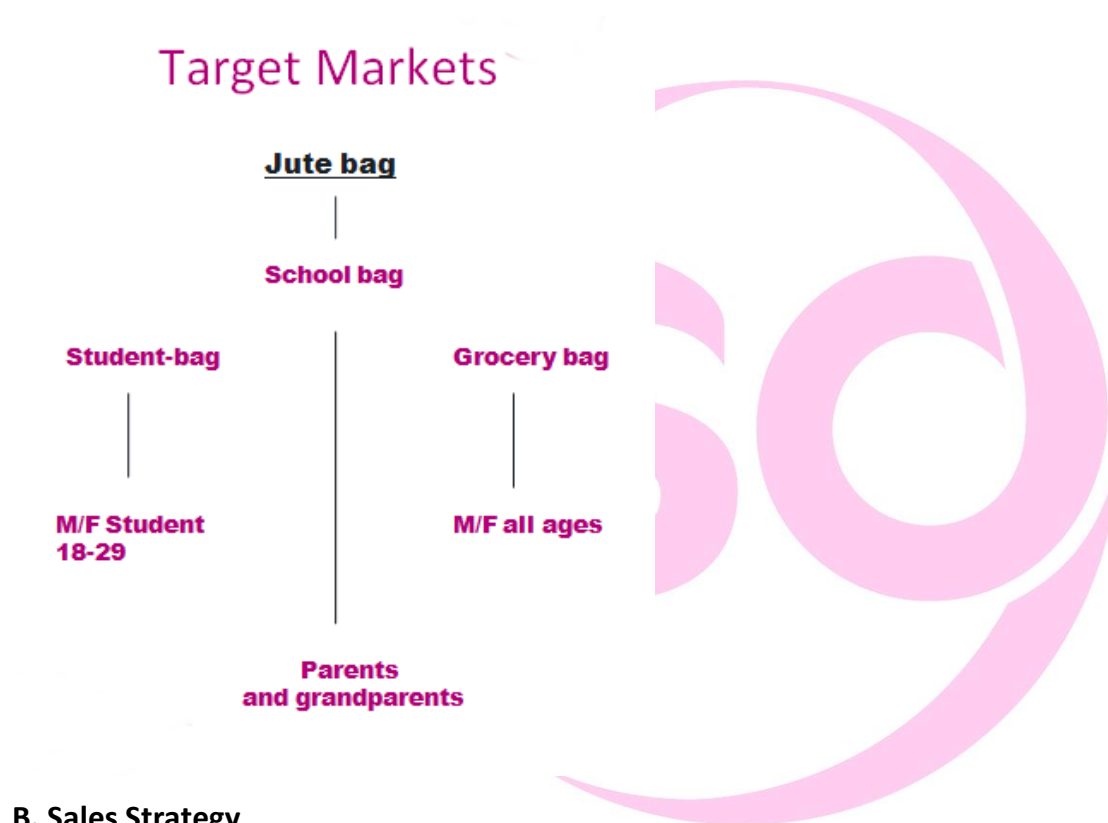 Target Markets
Jute bag
School bag
Student-bag
Grocery bag
M/F Student
18-29
M/F all ages
Parents
and grandparents
B. Sales Strategy